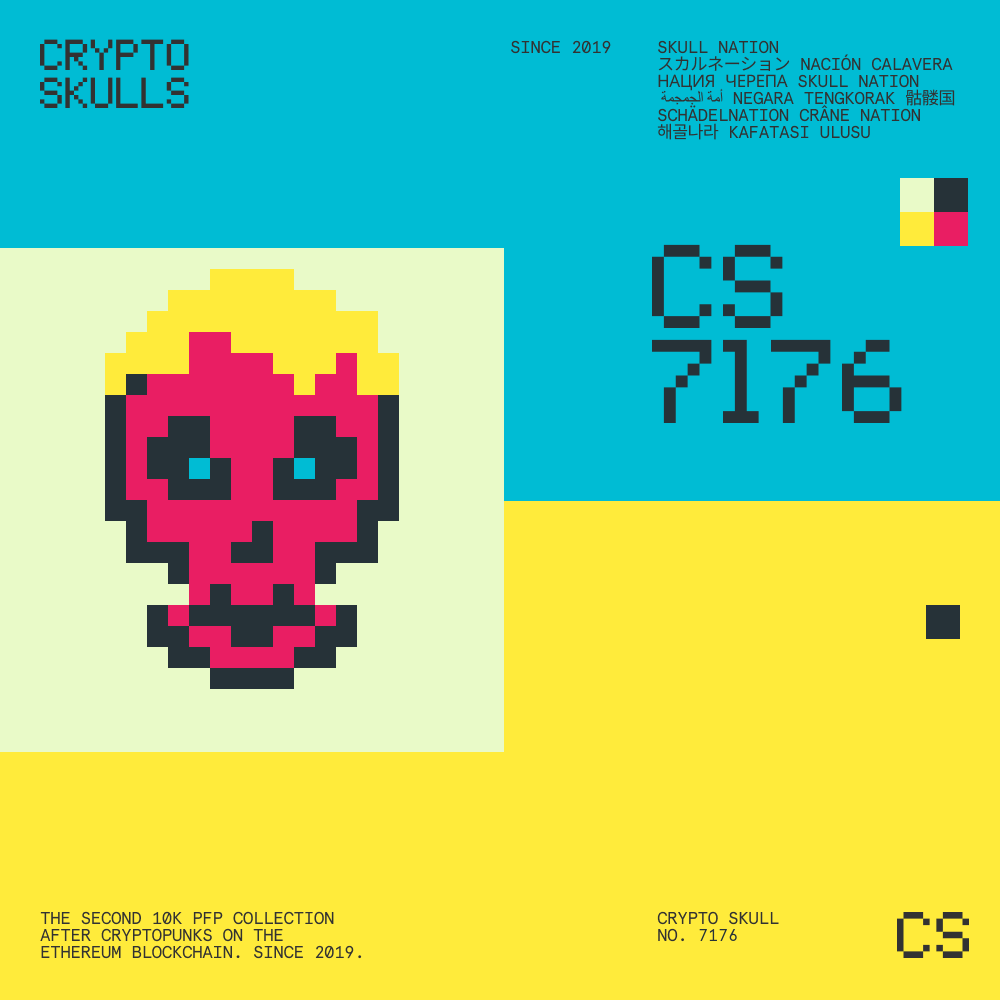 CRYPTO
SKULLS
SINCE 2019
SKULL NATION
スカルネーション NACIÓN CALAVERA
НАЦИЯ ЧЕРЕПА SKULL NATION
أمة الجمجمة NEGARA TENGKORAK 骷髅国
SCHÄDELNATION CRÂNE NATION
해골나라 KAFATASI ULUSU
CS
7176
THE SECOND 10K PFP COLLECTION
AFTER CRYPTOPUNKS ON THE
ETHEREUM BLOCKCHAIN. SINCE 2019.
CRYPTO SKULL
NO. 7176
CS